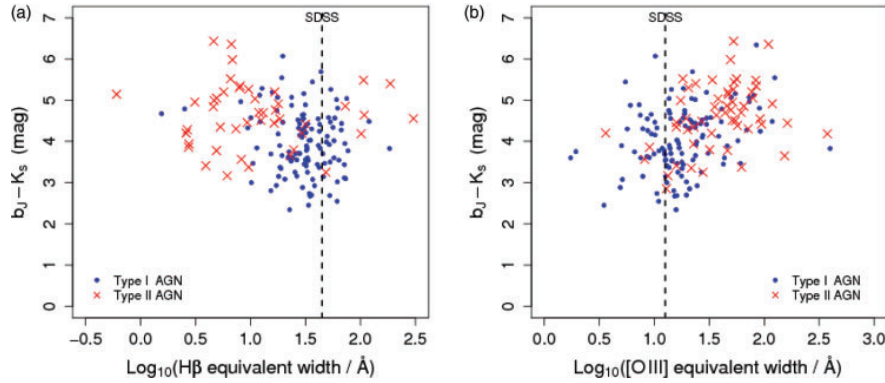 (a)
SDSS
7
6
5
4
3
2
1
0
b_J − K_s (mag)
Type I AGN
Type II AGN
−0.5 0.0 0.5 1.0 1.5 2.0 2.5
Log₁₀(Hβ equivalent width / Å)
(b)
SDSS
7
6
5
4
3
2
1
0
b_J − K_s (mag)
Type I AGN
Type II AGN
0.0 0.5 1.0 1.5 2.0 2.5 3.0
Log₁₀([OIII] equivalent width / Å)